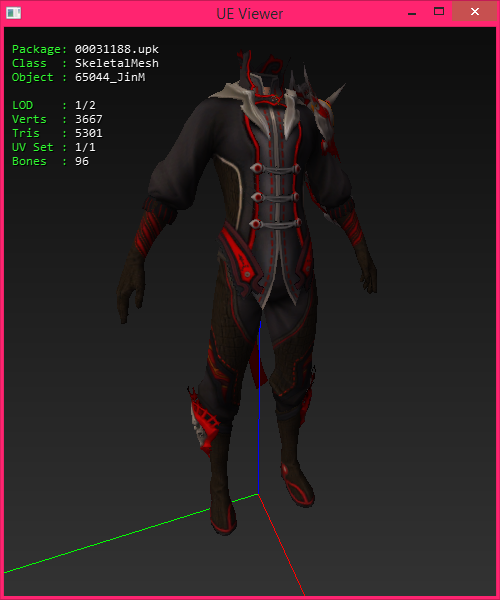 UE Viewer
Package: 00031188.upk
Class : SkeletalMesh
Object : 65044_JinM
LOD : 1/2
Verts : 3667
Tris : 5301
UV Set : 1/1
Bones : 96